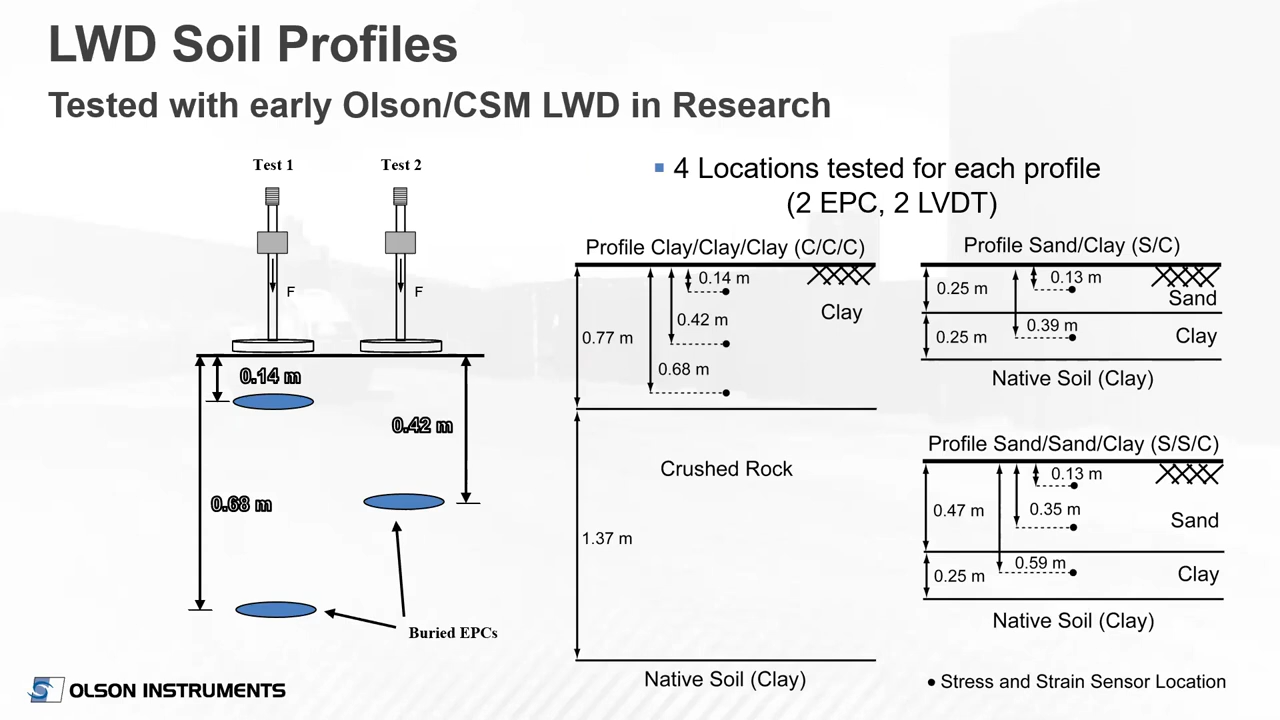 LWD Soil Profiles
Tested with early Olson/CSM LWD in Research
Test 1
Test 2
F
F
0.14 m
0.42 m
0.68 m
Buried EPCs
▪ 4 Locations tested for each profile
(2 EPC, 2 LVDT)
Profile Clay/Clay/Clay (C/C/C)
0.14 m
Clay
0.42 m
0.77 m
0.68 m
Crushed Rock
1.37 m
Native Soil (Clay)
Profile Sand/Clay (S/C)
0.13 m
0.25 m
Sand
0.39 m
0.25 m
Clay
Native Soil (Clay)
Profile Sand/Sand/Clay (S/S/C)
0.13 m
0.47 m
0.35 m
Sand
0.59 m
0.25 m
Clay
Native Soil (Clay)
• Stress and Strain Sensor Location
OLSON INSTRUMENTS